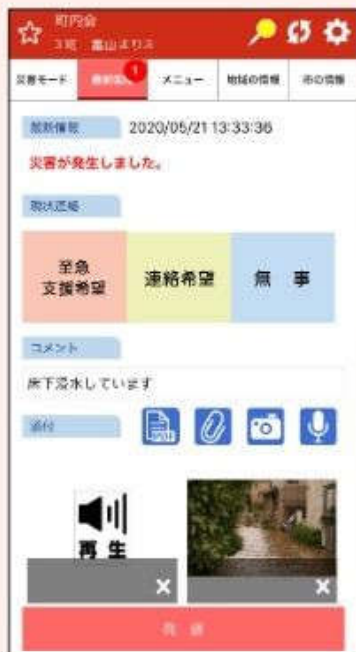 町内会
災害モード
メニュー 地域の情報 市の情報
1
最新情報 2020/05/21 13:33:36
災害が発生しました。
現状連絡
至急
支援希望
連絡希望
無 事
コメント
床下浸水しています
添付
再 生